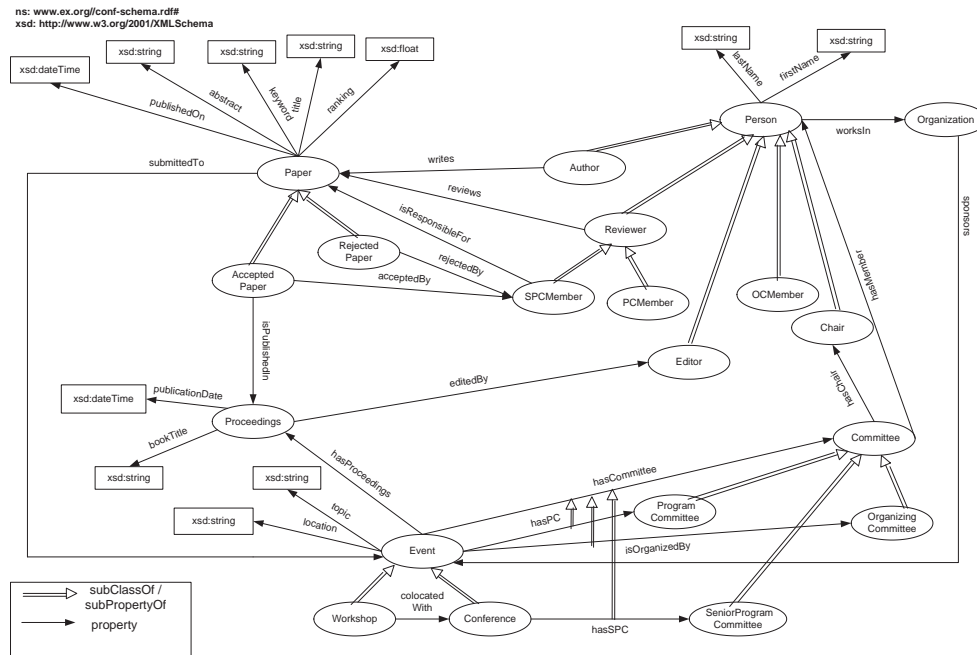 ns: www.ex.org//conf-schema.rdf#
xsd: http://www.w3.org/2001/XMLSchema
xsd:dateTime
xsd:string
xsd:string
xsd:string
xsd:float
xsd:string
xsd:string
publishedOn
abstract
keyword
title
ranking
lastName
firstName
submittedTo
Paper
writes
Author
Person
worksIn
Organization
sponsors
reviews
isResponsibleFor
Reviewer
Rejected
Paper
rejectedBy
Accepted
Paper
acceptedBy
SPCMember
PCMember
OCMember
Chair
hasMember
isPublishedIn
Editor
editedBy
hasChair
xsd:dateTime
publicationDate
Proceedings
bookTitle
xsd:string
hasProceedings
Committee
hasCommittee
xsd:string
topic
xsd:string
location
hasPC
Program
Committee
Organizing
Committee
isOrganizedBy
Event
subClassOf /
subPropertyOf
property
Workshop
colocated
With
Conference
hasSPC
SeniorProgram
Committee